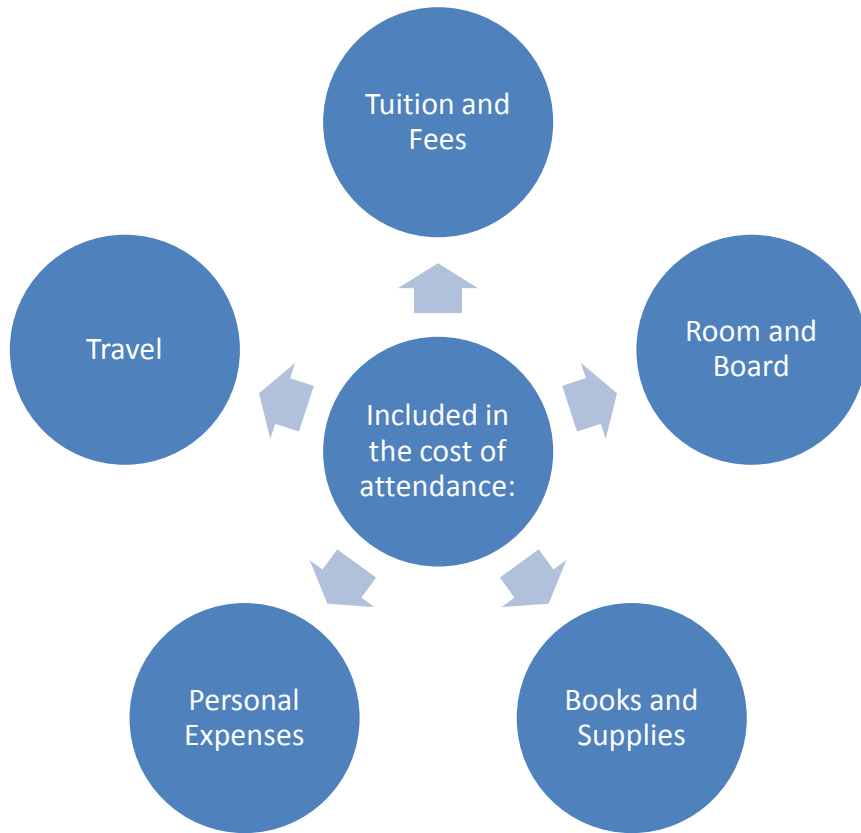 Tuition and
Fees
Travel
Room and
Board
Included in
the cost of
attendance:
Personal
Expenses
Books and
Supplies